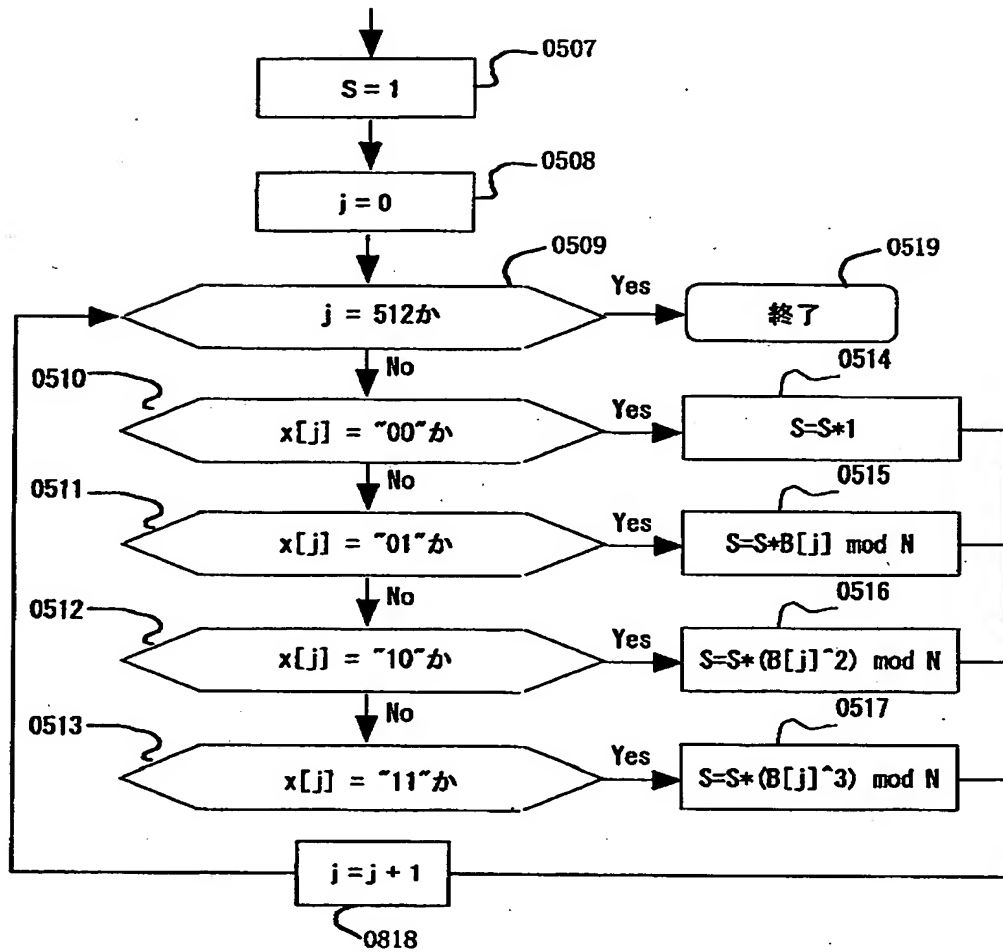 0507
S = 1
0508
j = 0
0509
0519
j = 512か
Yes
終了
No
0510
0514
x[j] = "00"か
Yes
S=S*1
No
0511
0515
x[j] = "01"か
Yes
S=S*B[j] mod N
No
0512
0516
x[j] = "10"か
Yes
S=S*(B[j]^2) mod N
No
0513
0517
x[j] = "11"か
Yes
S=S*(B[j]^3) mod N
j = j + 1
0818